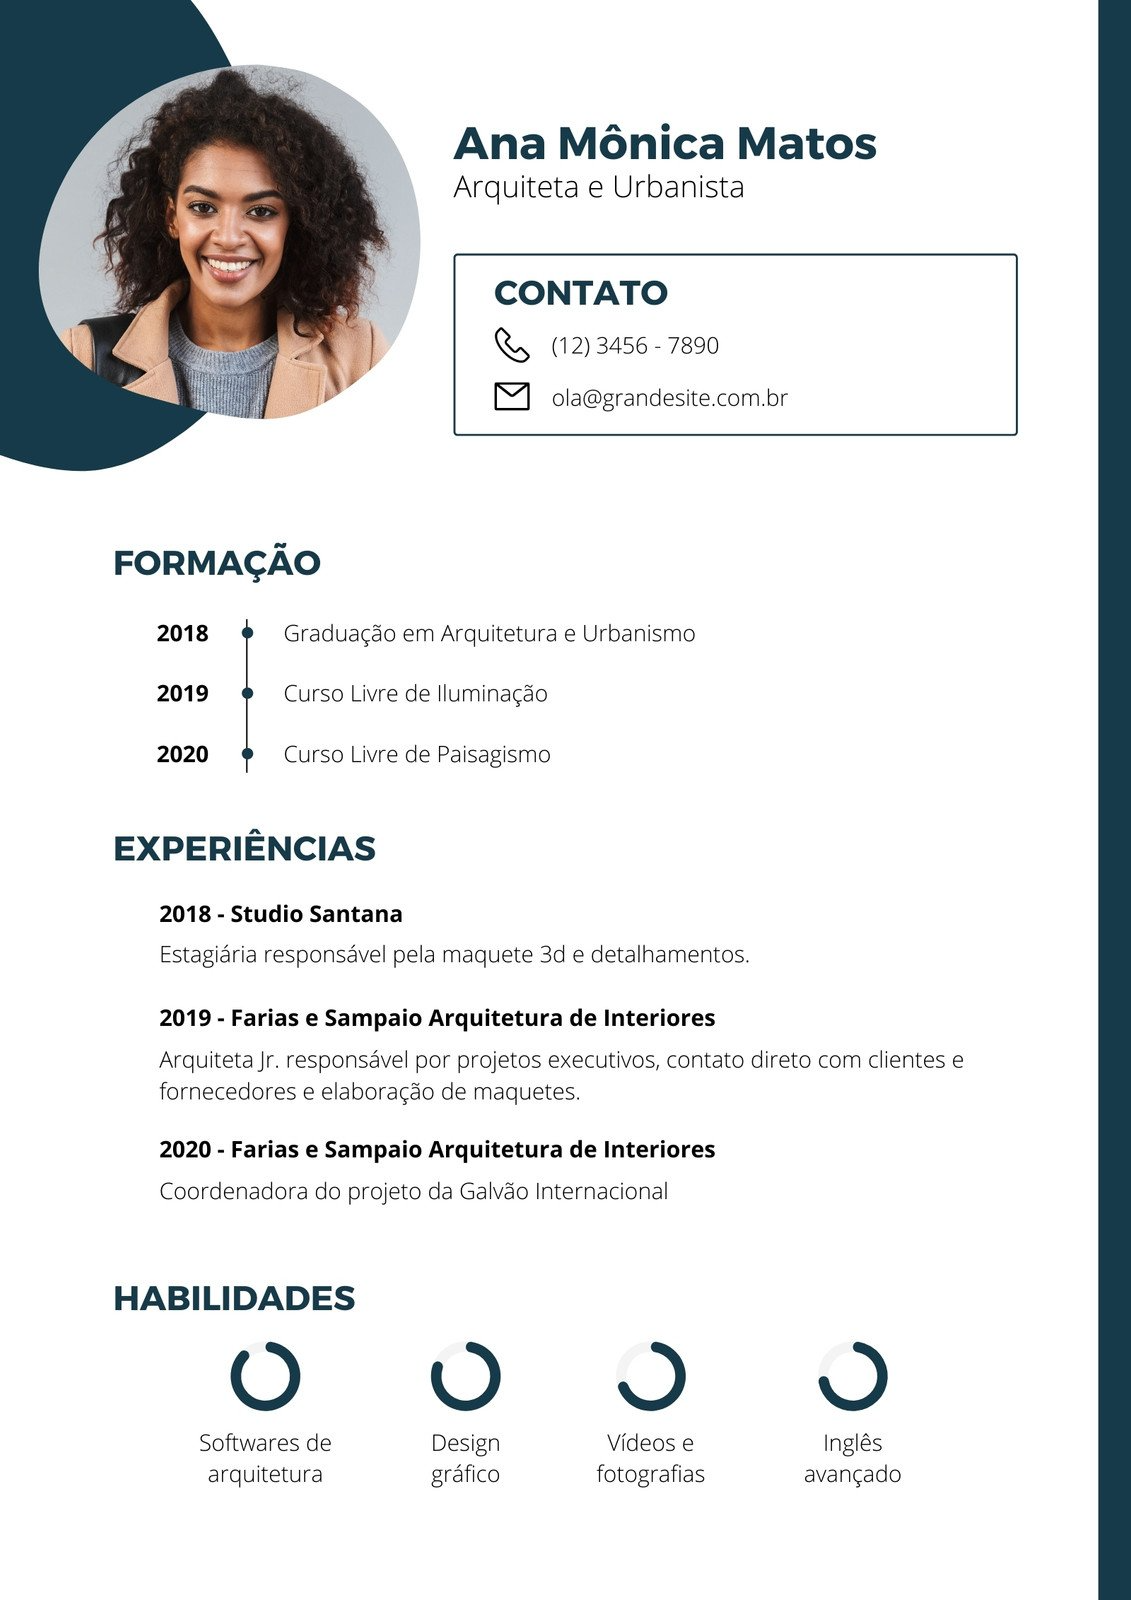 Ana Mônica Matos
Arquiteta e Urbanista
CONTATO
(12) 3456 - 7890
ola@grandesite.com.br
FORMAÇÃO
2018 Graduação em Arquitetura e Urbanismo
2019 Curso Livre de Iluminação
2020 Curso Livre de Paisagismo
EXPERIÊNCIAS
2018 - Studio Santana
Estagiária responsável pela maquete 3d e detalhamentos.
2019 - Farias e Sampaio Arquitetura de Interiores
Arquiteta Jr. responsável por projetos executivos, contato direto com clientes e
fornecedores e elaboração de maquetes.
2020 - Farias e Sampaio Arquitetura de Interiores
Coordenadora do projeto da Galvão Internacional
HABILIDADES
Softwares de
arquitetura
Design
gráfico
Vídeos e
fotografias
Inglês
avançado